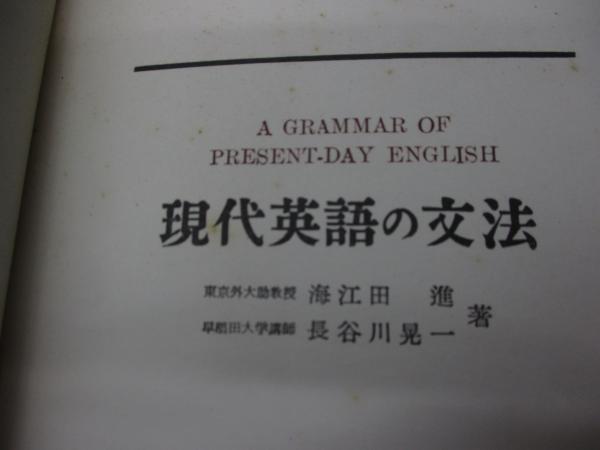 A GRAMMAR OF
PRESENT-DAY ENGLISH
現代英語の文法
東京外大助教授 海江田 進
早稲田大学講師 長谷川晃一 著